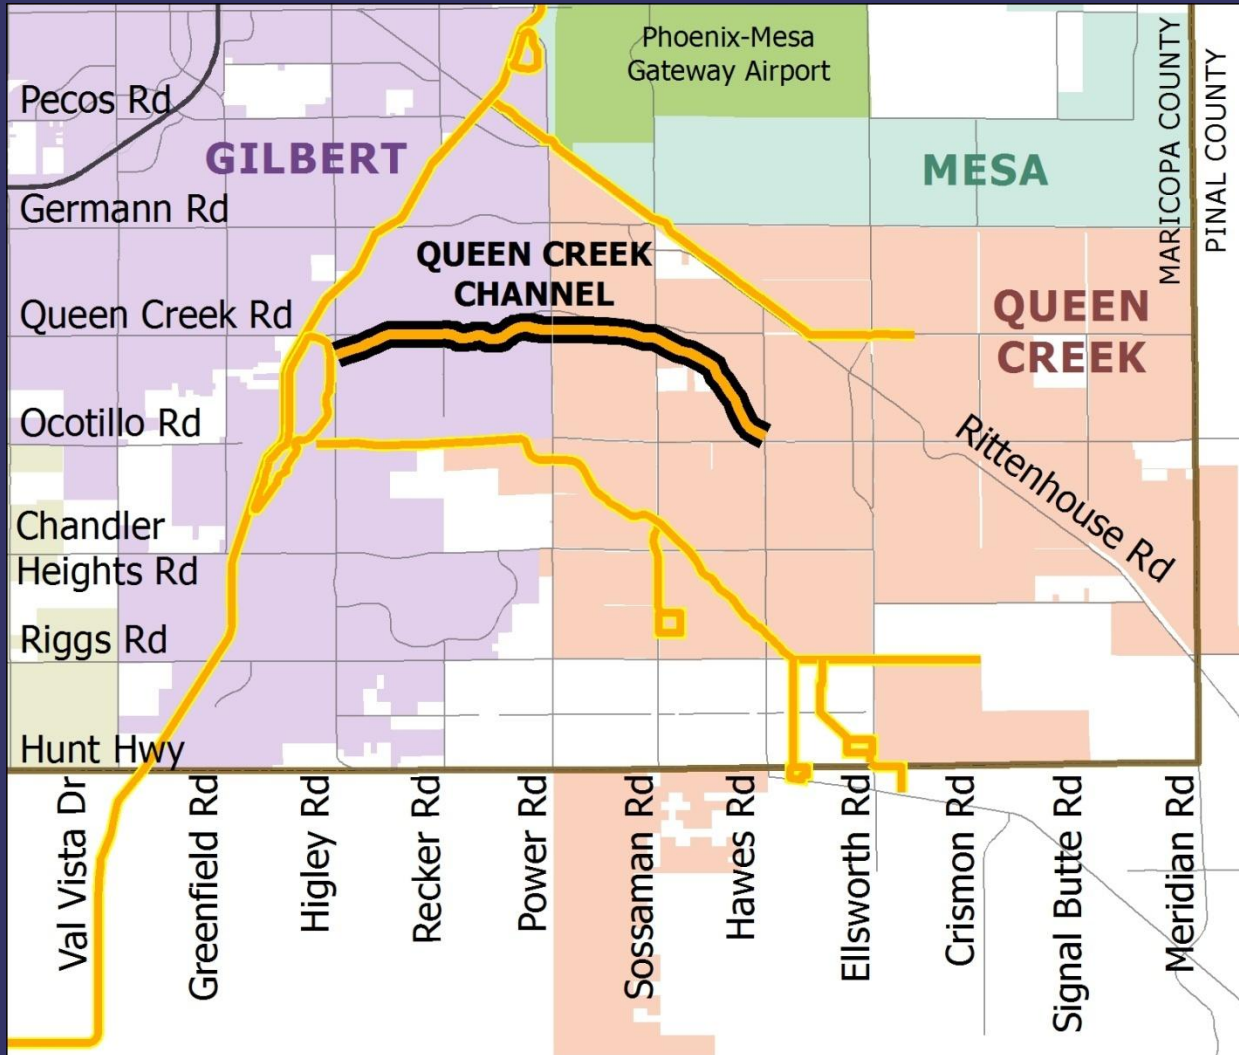 Phoenix-Mesa
Gateway Airport
MARICOPA COUNTY
PINAL COUNTY
Pecos Rd
GILBERT
MESA
Germann Rd
QUEEN CREEK
CHANNEL
Queen Creek Rd
QUEEN
CREEK
Ocotillo Rd
Rittenhouse Rd
Chandler
Heights Rd
Riggs Rd
Hunt Hwy
Val Vista Dr
Greenfield Rd
Higley Rd
Recker Rd
Power Rd
Sossaman Rd
Hawes Rd
Ellsworth Rd
Crismon Rd
Signal Butte Rd
Meridian Rd